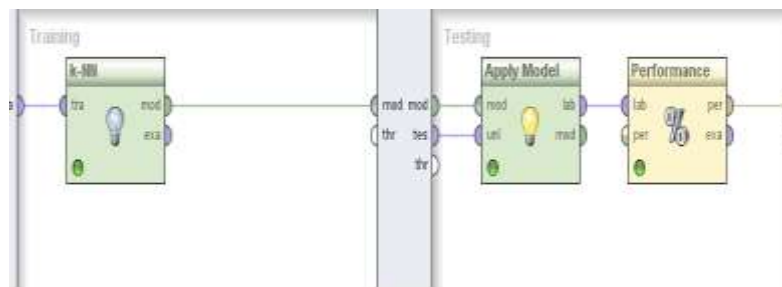 Training
k-NN
tra
mod
exa
mod
thr
mod
tes
thr
Testing
Apply Model
mod
unl
lab
mod
Performance
lab
per
per
exa